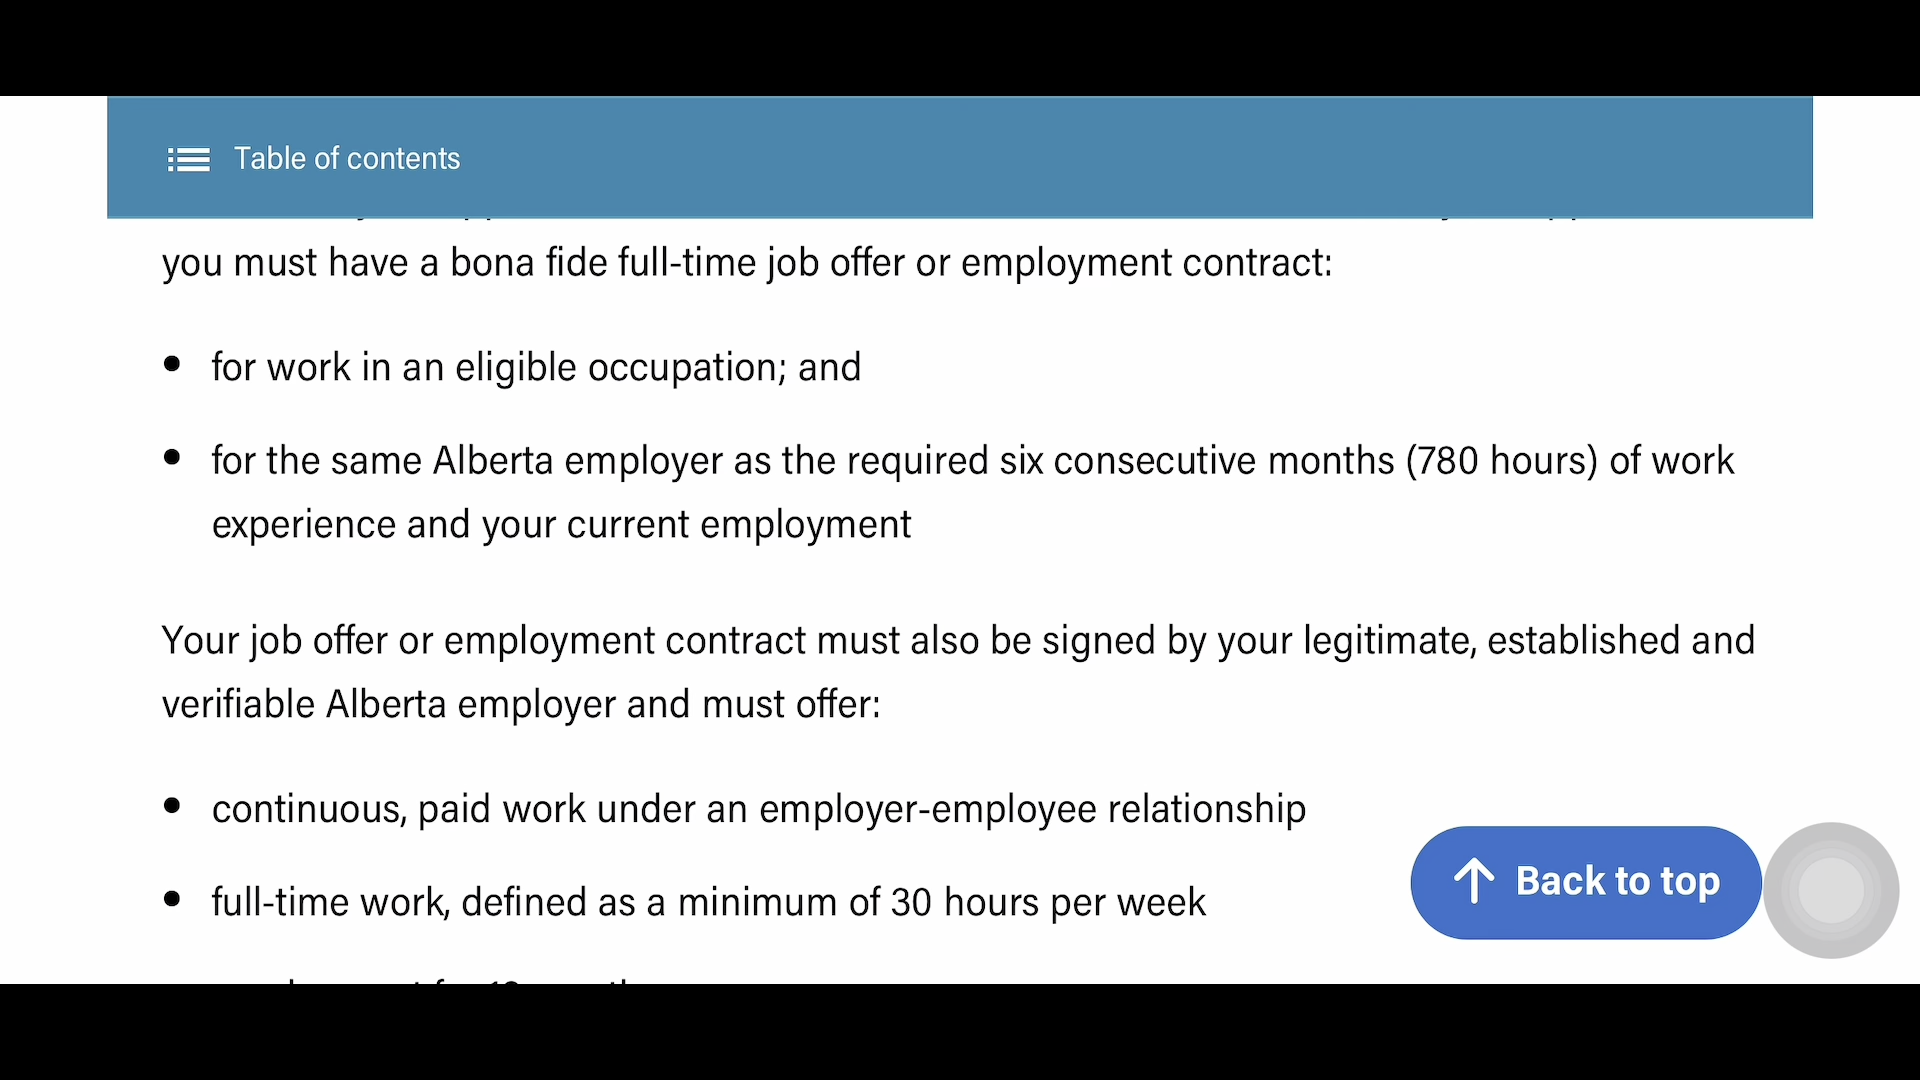 Table of contents
you must have a bona fide full-time job offer or employment contract:
for work in an eligible occupation; and
for the same Alberta employer as the required six consecutive months (780 hours) of work
experience and your current employment
Your job offer or employment contract must also be signed by your legitimate, established and
verifiable Alberta employer and must offer:
continuous, paid work under an employer-employee relationship
full-time work, defined as a minimum of 30 hours per week
Back to top